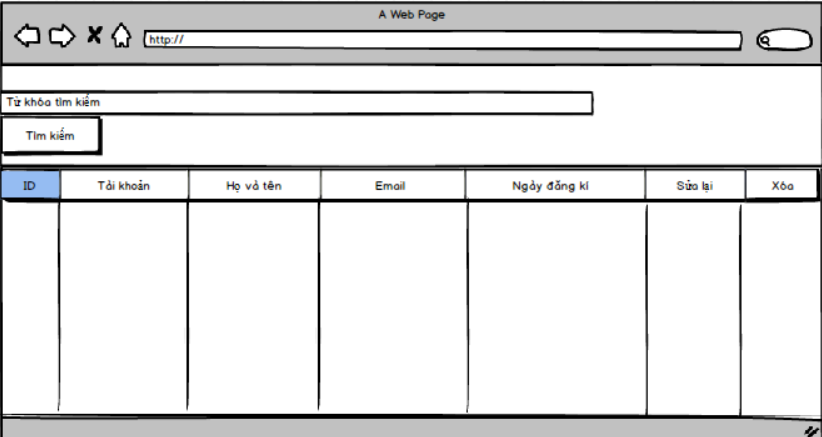 A Web Page
http://
Từ khóa tìm kiếm
Tìm kiếm
ID Tài khoản Họ và tên Email Ngày đăng kí Sửa lại Xóa